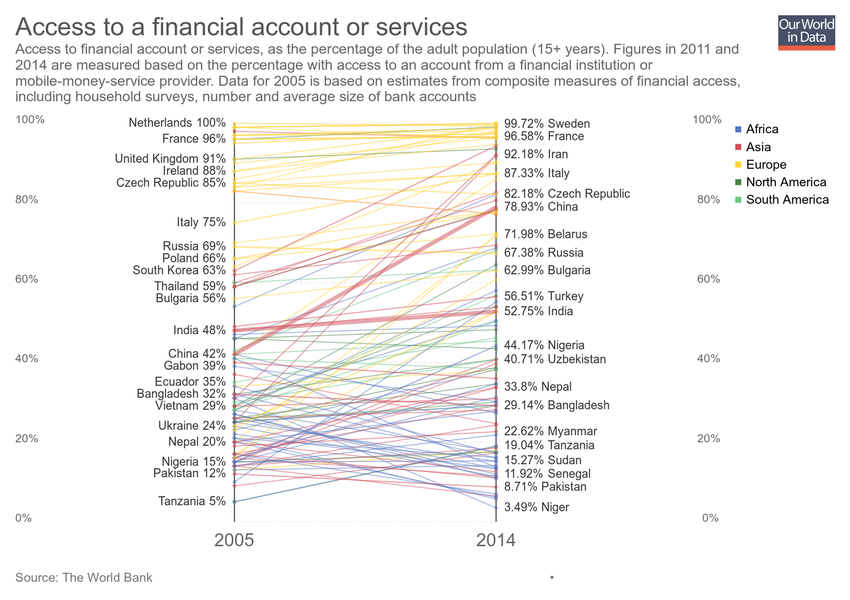 Access to a financial account or services
Our World
in Data
Access to financial account or services, as the percentage of the adult population (15+ years). Figures in 2011 and
2014 are measured based on the percentage with access to an account from a financial institution or
mobile-money-service provider. Data for 2005 is based on estimates from composite measures of financial access,
including household surveys, number and average size of bank accounts
100%
80%
60%
40%
20%
0%
Netherlands 100%
France 96%
United Kingdom 91%
Ireland 88%
Czech Republic 85%
Italy 75%
Russia 69%
Poland 66%
South Korea 63%
Thailand 59%
Bulgaria 56%
India 48%
China 42%
Gabon 39%
Ecuador 35%
Bangladesh 32%
Vietnam 29%
Ukraine 24%
Nepal 20%
Nigeria 15%
Pakistan 12%
Tanzania 5%
99.72% Sweden
96.58% France
92.18% Iran
87.33% Italy
82.18% Czech Republic
78.93% China
71.98% Belarus
67.38% Russia
62.99% Bulgaria
56.51% Turkey
52.75% India
44.17% Nigeria
40.71% Uzbekistan
33.8% Nepal
29.14% Bangladesh
22.62% Myanmar
19.04% Tanzania
15.27% Sudan
11.92% Senegal
8.71% Pakistan
3.49% Niger
100%
80%
60%
40%
20%
0%
Africa
Asia
Europe
North America
South America
2005
2014
Source: The World Bank